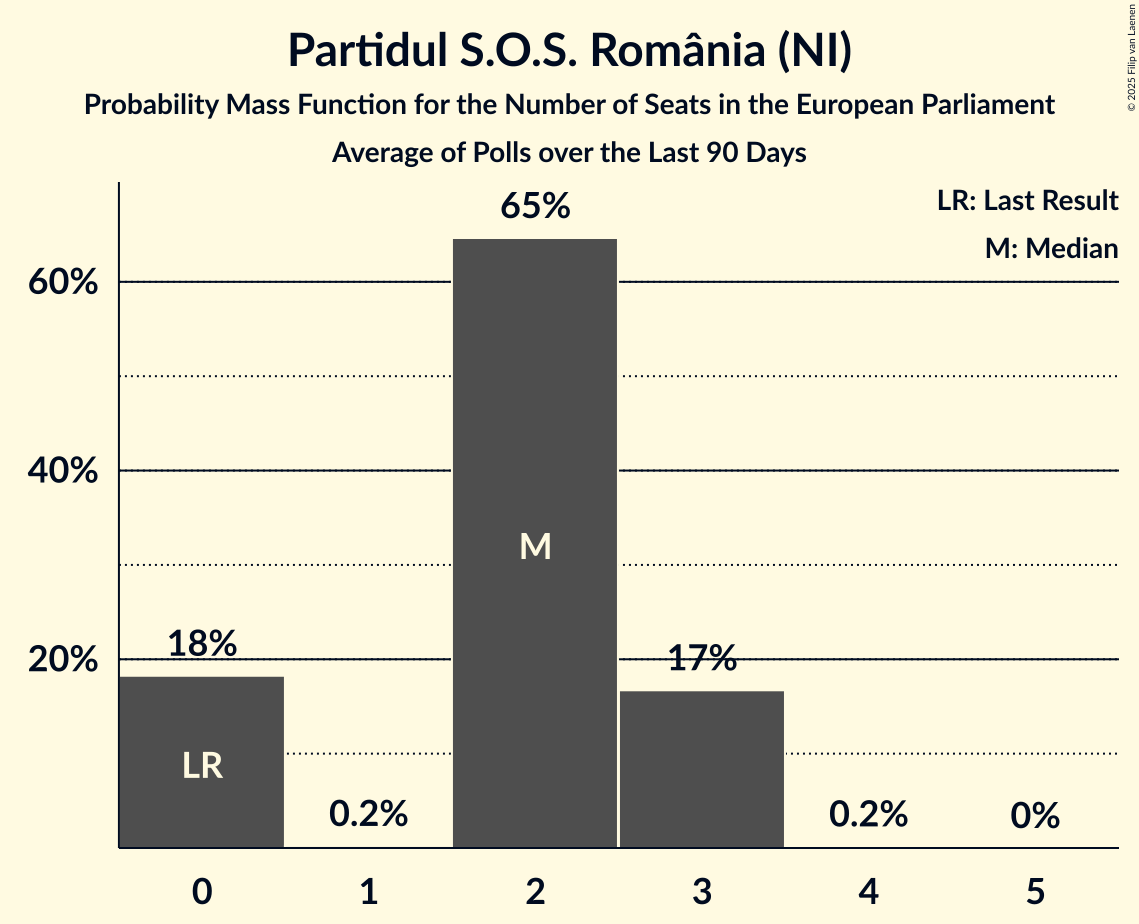 Partidul S.O.S. România (NI)
Probability Mass Function for the Number of Seats in the European Parliament
Average of Polls over the Last 90 Days
© 2025 Filip van Laenen
LR: Last Result
M: Median
65%
60%
40%
M
18%
20%
17%
LR
0.2%
0.2%
0%
0 1 2 3 4 5